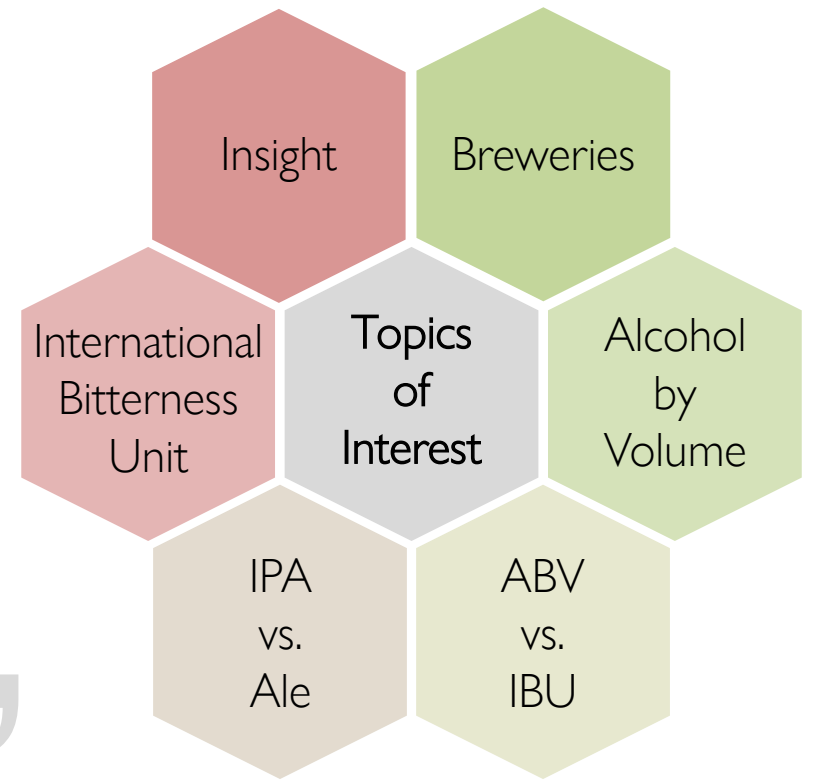 Insight
Breweries
International
Bitterness
Unit
Topics
of
Interest
Alcohol
by
Volume
IPA
vs.
Ale
ABV
vs.
IBU